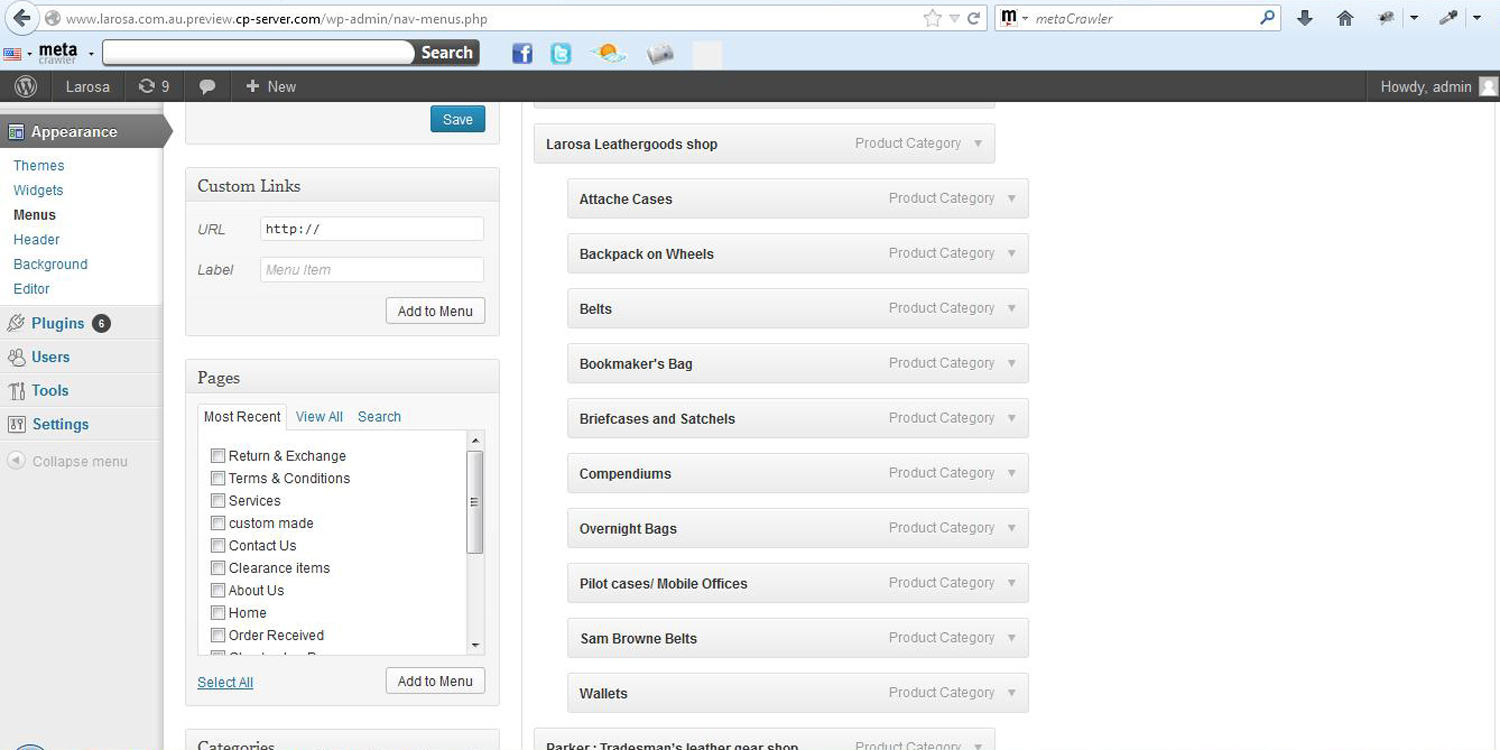 www.larosa.com.au.preview.cp-server.com/wp-admin/nav-menus.php
m metaCrawler
meta crawler Search
Larosa 9 New Howdy, admin
Appearance
Themes
Widgets
Menus
Header
Background
Editor
Plugins 6
Users
Tools
Settings
Collapse menu
Save
Custom Links
URL http://
Label Menu Item
Add to Menu
Pages
Most Recent View All Search
Return & Exchange
Terms & Conditions
Services
custom made
Contact Us
Clearance items
About Us
Home
Order Received
Select All Add to Menu
Categories
Larosa Leathergoods shop Product Category
Attache Cases Product Category
Backpack on Wheels Product Category
Belts Product Category
Bookmaker's Bag Product Category
Briefcases and Satchels Product Category
Compendiums Product Category
Overnight Bags Product Category
Pilot cases/ Mobile Offices Product Category
Sam Browne Belts Product Category
Wallets Product Category
Parker : Tradesman's leather gear shop Product Category